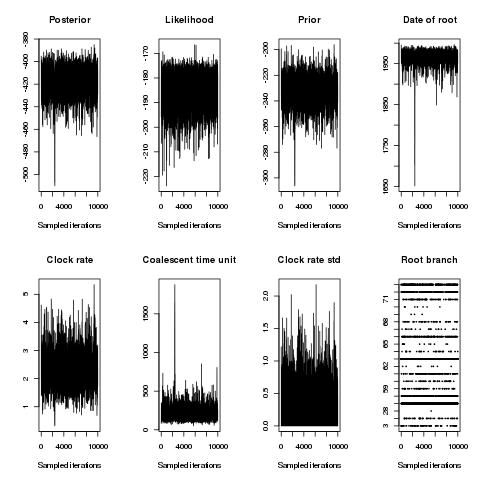 Posterior
Likelihood
Prior
Date of root
-380
-400
-420
-440
-460
-480
-500
-170
-180
-190
-200
-210
-220
-200
-220
-240
-260
-280
-300
1950
1850
1750
1650
0 4000 10000
0 4000 10000
0 4000 10000
0 4000 10000
Sampled iterations
Sampled iterations
Sampled iterations
Sampled iterations
Clock rate
Coalescent time unit
Clock rate std
Root branch
5
4
3
2
1
1500
1000
500
0
2.0
1.5
1.0
0.5
0.0
71
68
65
62
59
28
3
0 4000 10000
0 4000 10000
0 4000 10000
0 4000 10000
Sampled iterations
Sampled iterations
Sampled iterations
Sampled iterations